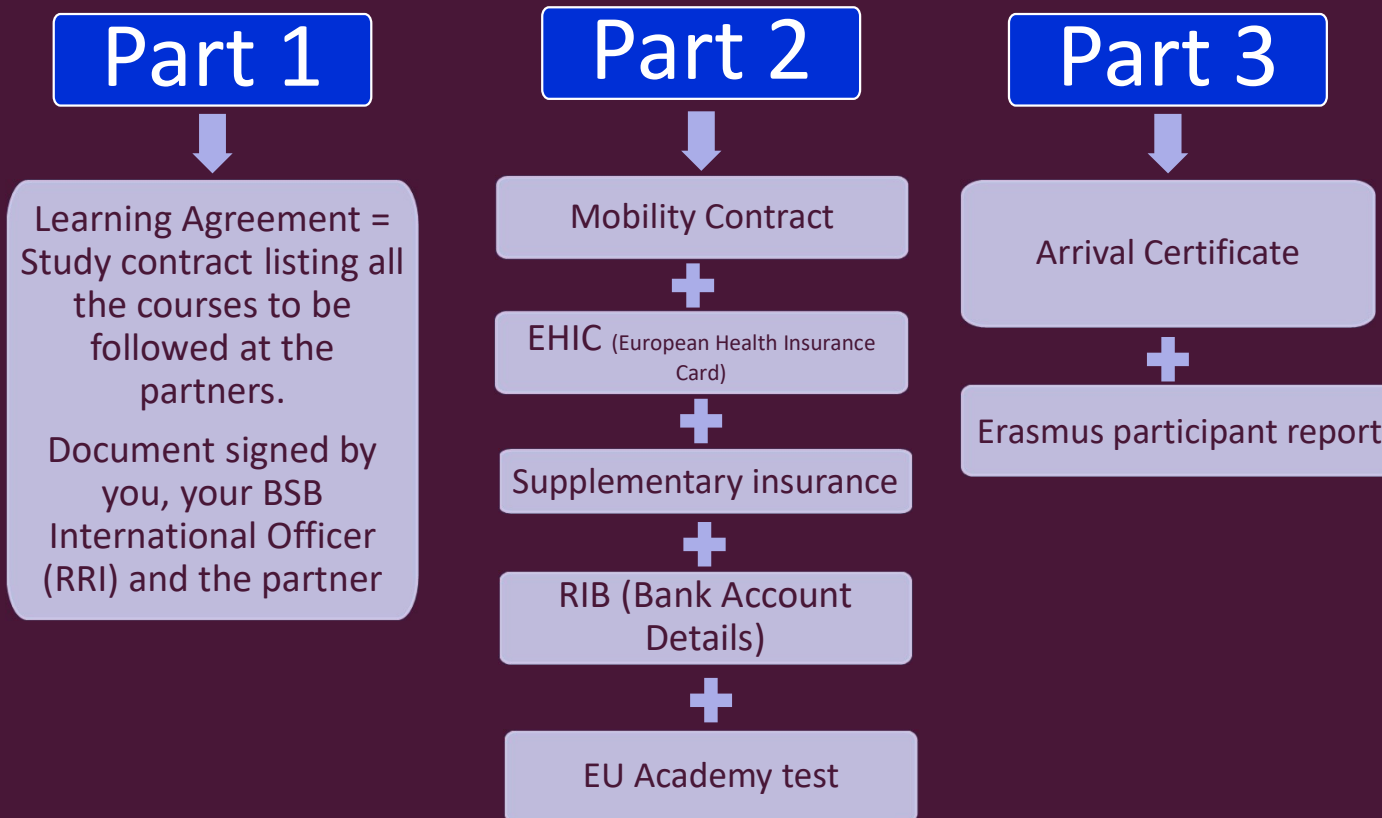 Part 1
Learning Agreement =
Study contract listing all
the courses to be
followed at the
partners.
Document signed by
you, your BSB
International Officer
(RRI) and the partner
Part 2
Mobility Contract
EHIC (European Health Insurance
Card)
Supplementary insurance
RIB (Bank Account
Details)
EU Academy test
Part 3
Arrival Certificate
Erasmus participant report